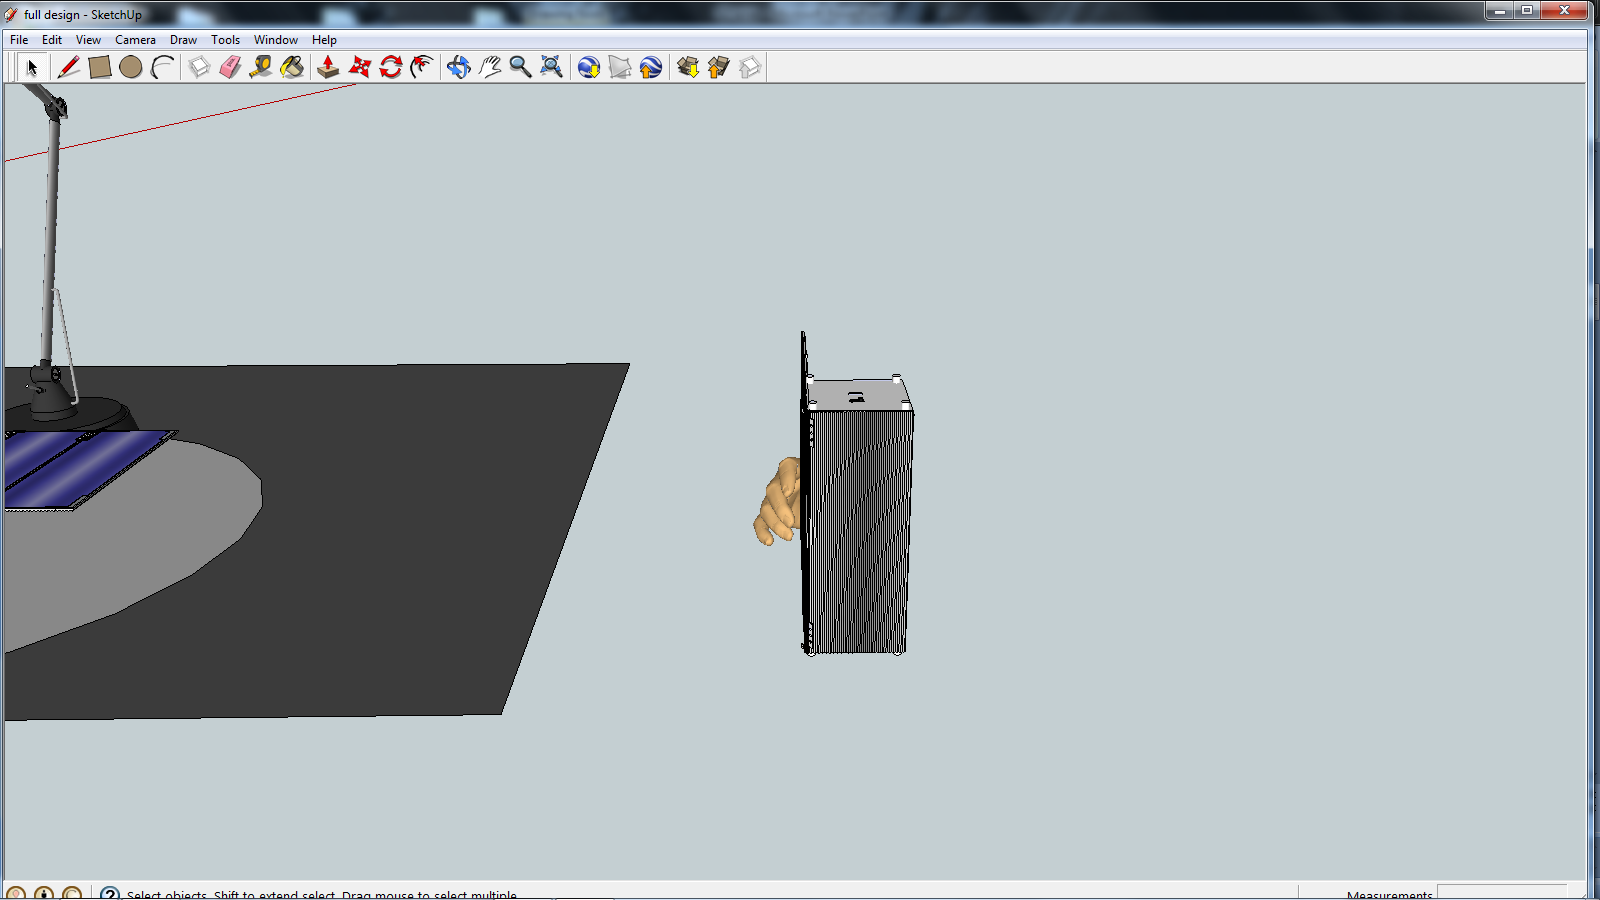 full design - SketchUp
File Edit View Camera Draw Tools Window Help
Select objects. Shift to extend select. Drag mouse to select multiple.
Measurements